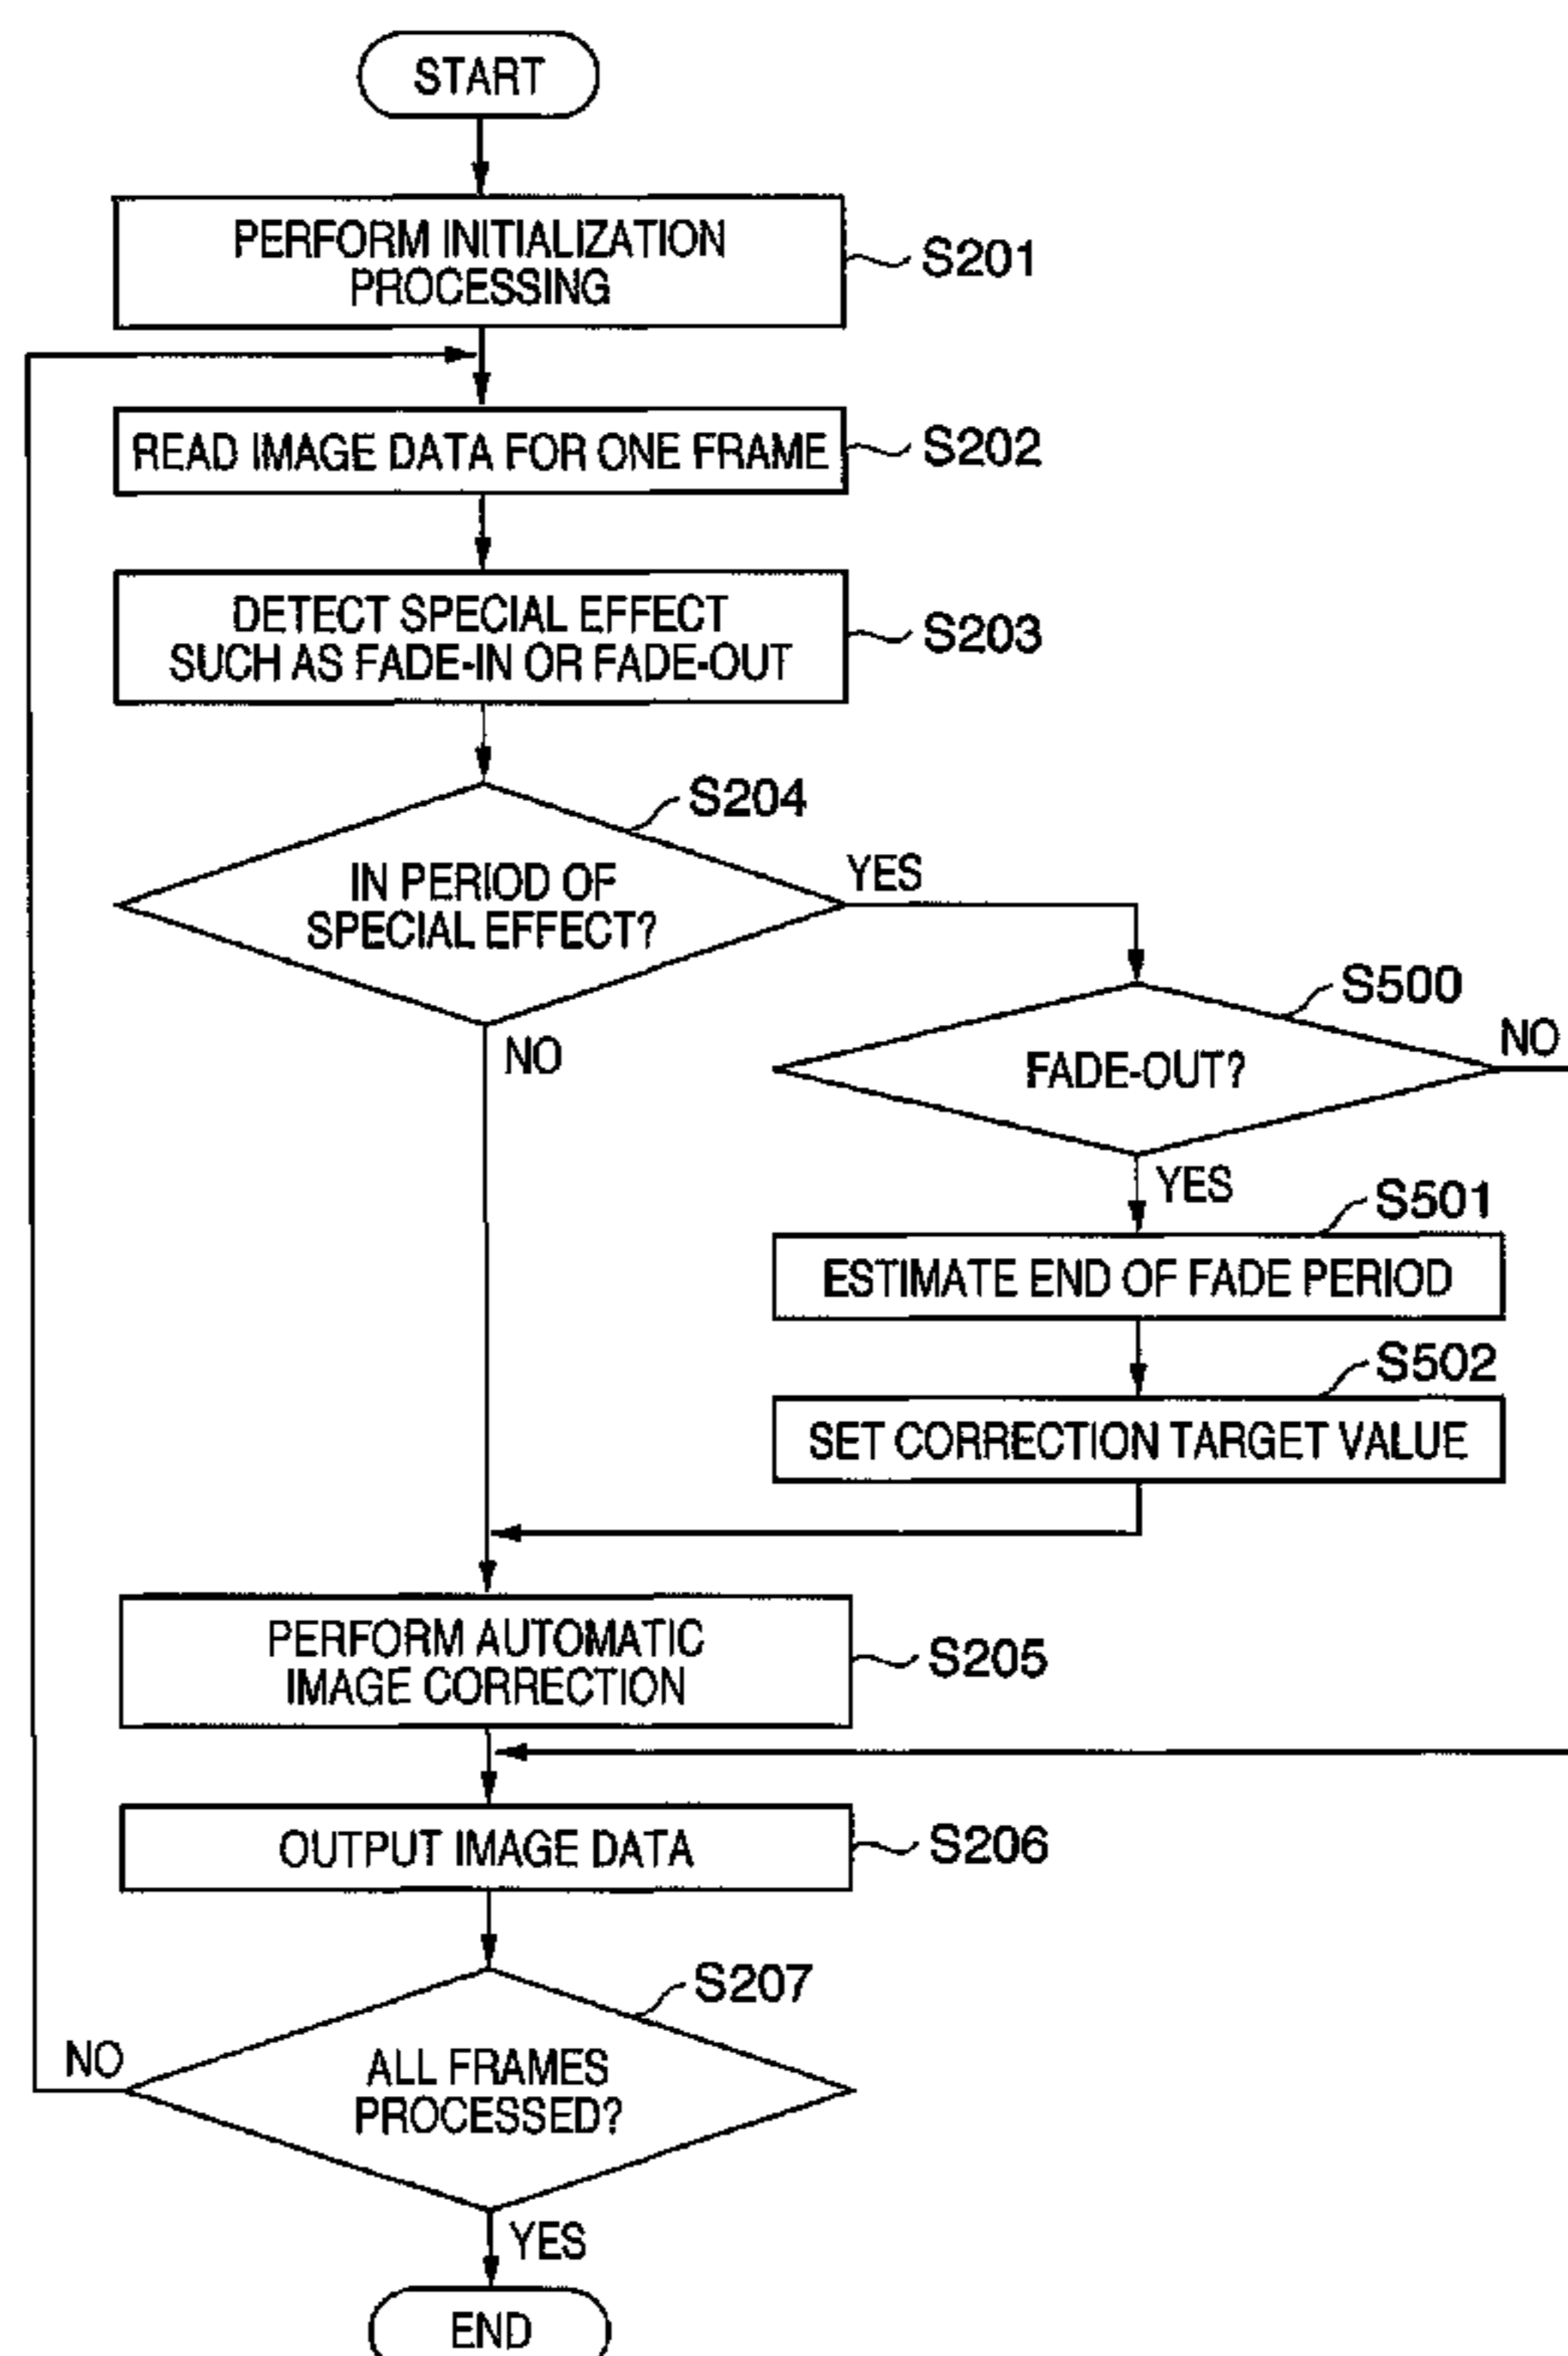 START
PERFORM INITIALIZATION
PROCESSING
S201
READ IMAGE DATA FOR ONE FRAME
S202
DETECT SPECIAL EFFECT
SUCH AS FADE-IN OR FADE-OUT
S203
S204
IN PERIOD OF
SPECIAL EFFECT?
YES
NO
S500
FADE-OUT?
NO
YES
S501
ESTIMATE END OF FADE PERIOD
S502
SET CORRECTION TARGET VALUE
PERFORM AUTOMATIC
IMAGE CORRECTION
S205
OUTPUT IMAGE DATA
S206
S207
ALL FRAMES
PROCESSED?
NO
YES
END